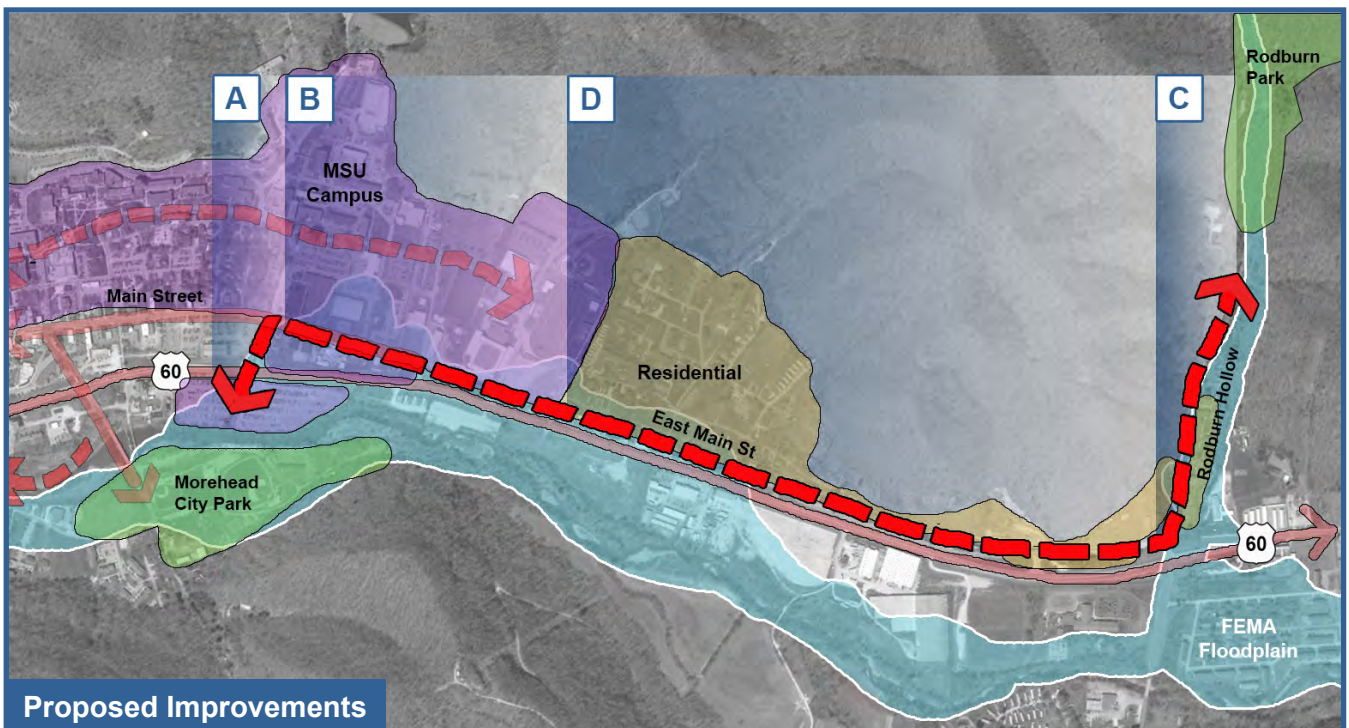 Rodburn
Park
A
B
D
C
MSU
Campus
Main Street
60
Residential
East Main St
Rodburn Hollow
Morehead
City Park
60
FEMA
Floodplain
Proposed Improvements